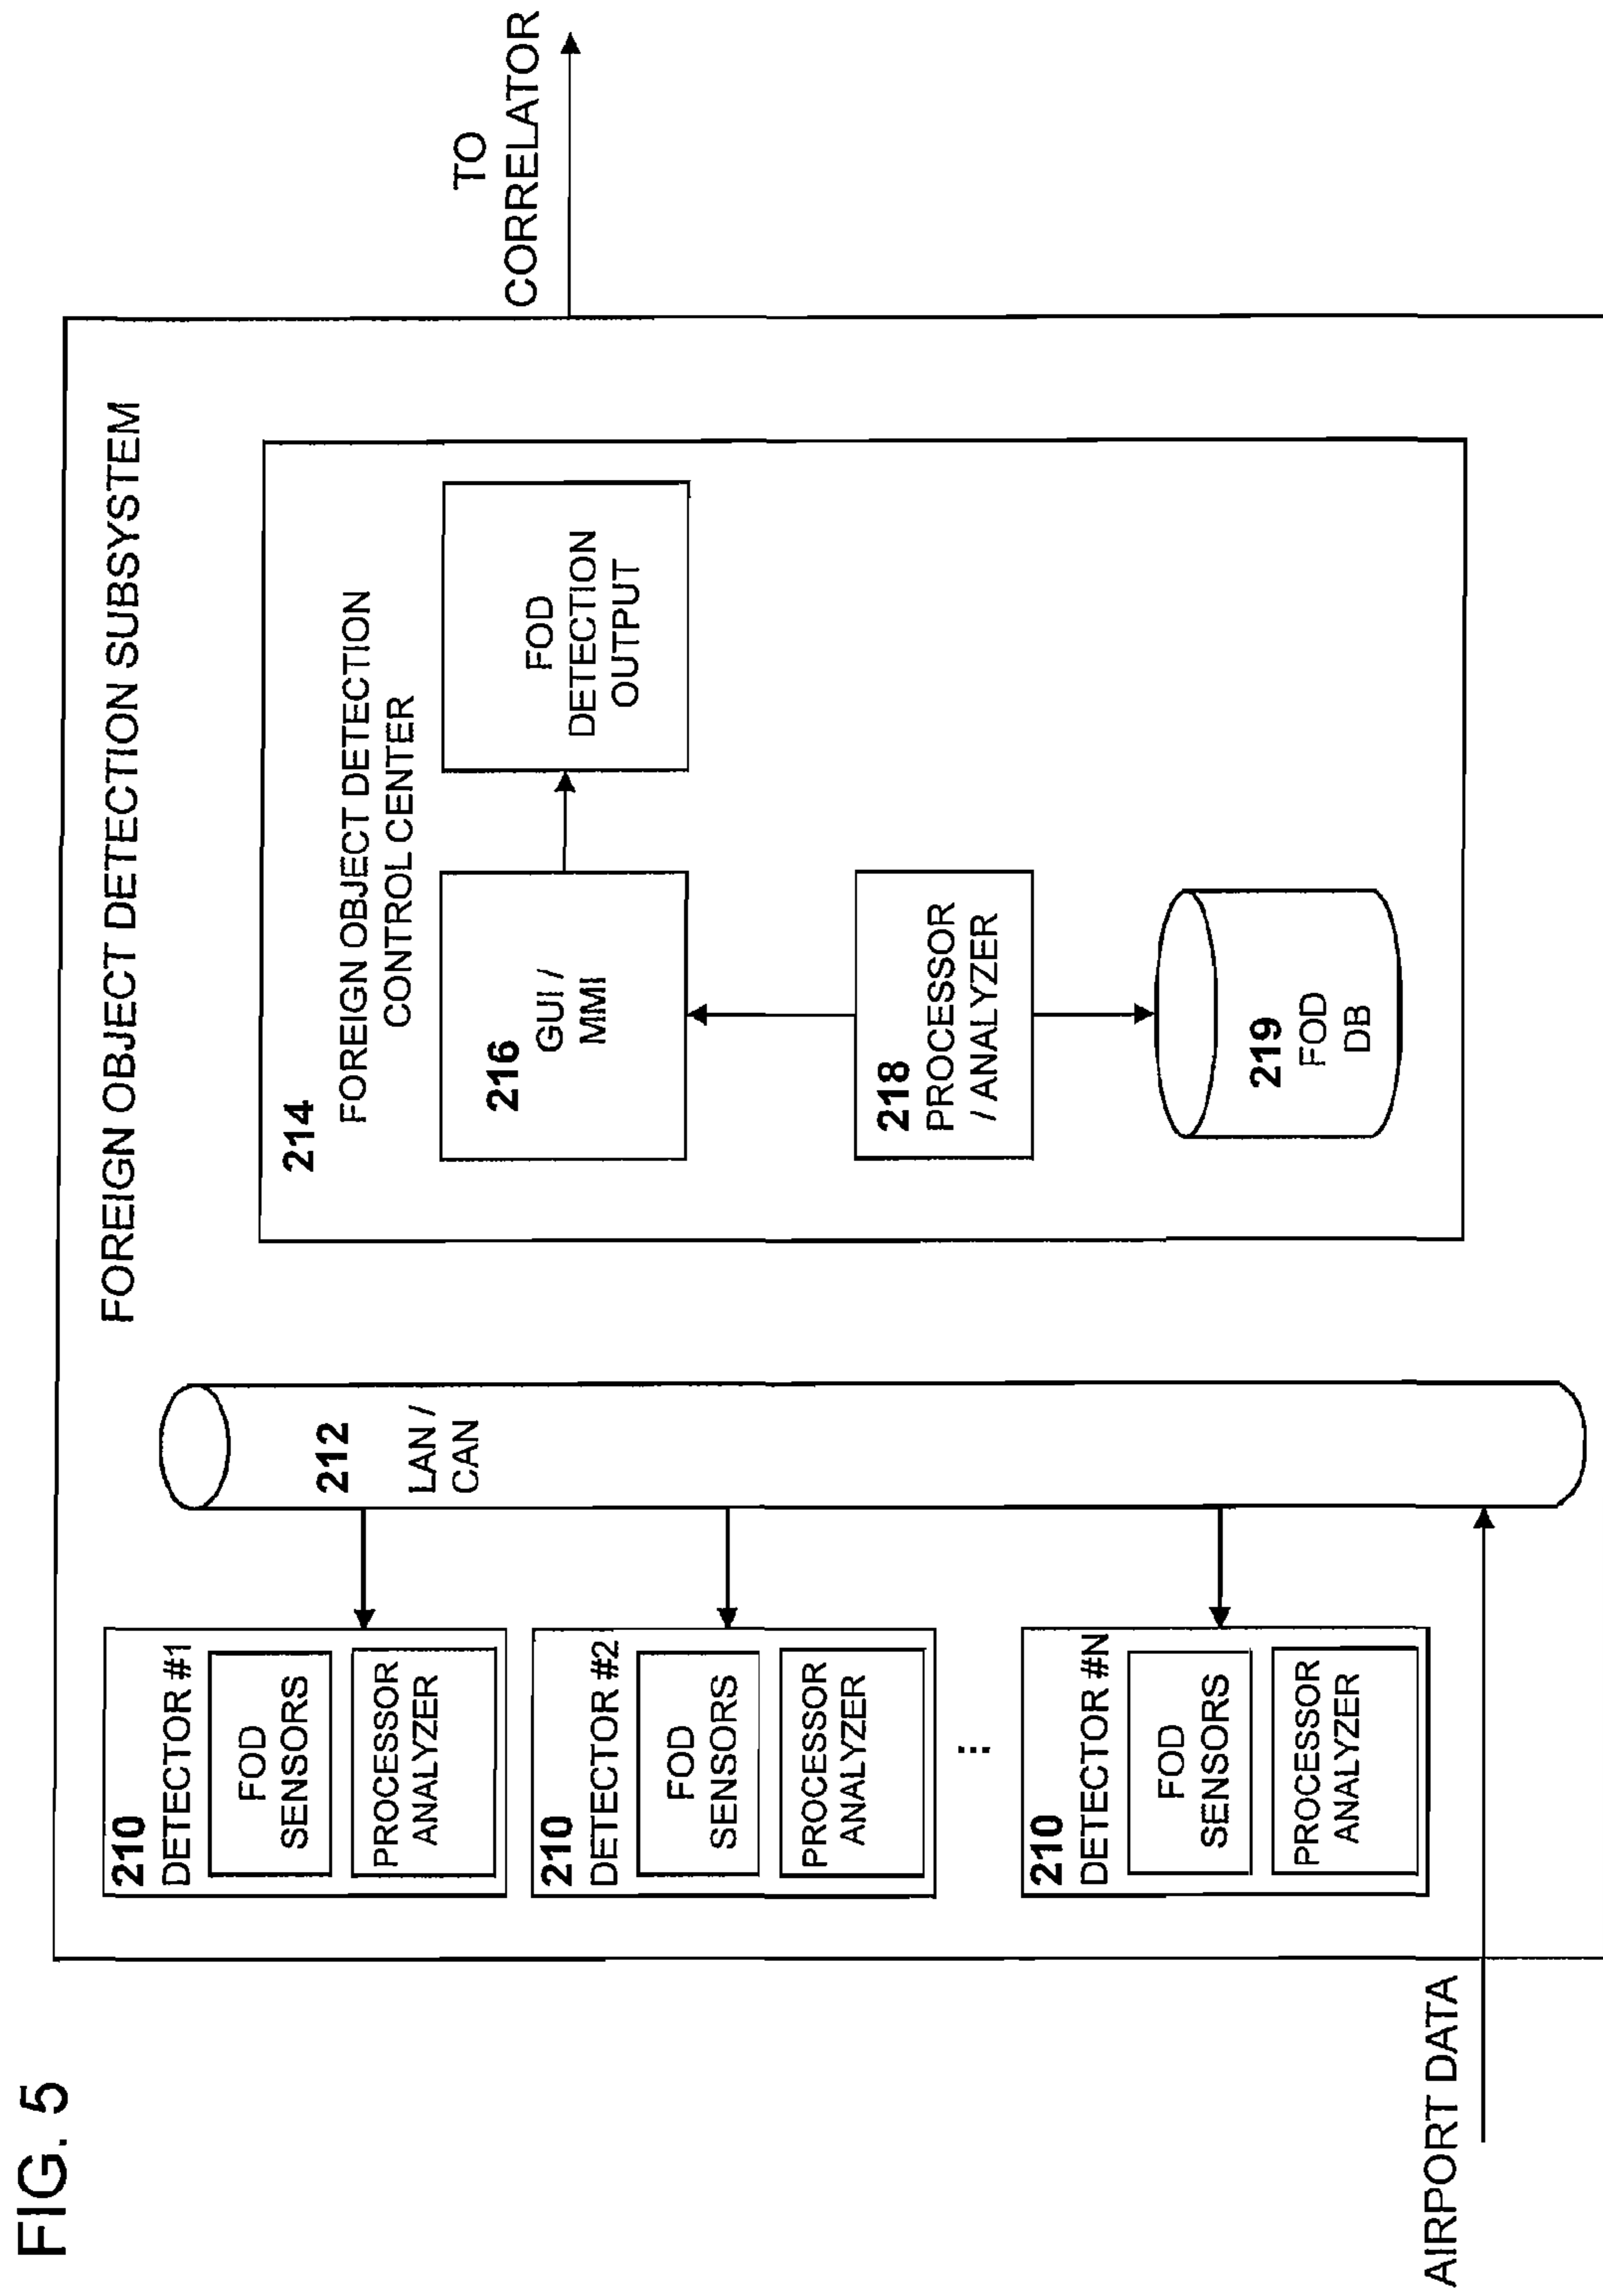 FIG. 5
FOREIGN OBJECT DETECTION SUBSYSTEM
210
DETECTOR #1
FOD
SENSORS
PROCESSOR
ANALYZER
210
DETECTOR #2
FOD
SENSORS
PROCESSOR
ANALYZER
...
210
DETECTOR #N
FOD
SENSORS
PROCESSOR
ANALYZER
AIRPORT DATA
212
LAN /
CAN
214
FOREIGN OBJECT DETECTION
CONTROL CENTER
216
GUI /
MMI
FOD
DETECTION
OUTPUT
218
PROCESSOR
/ ANALYZER
219
FOD
DB
TO
CORRELATOR